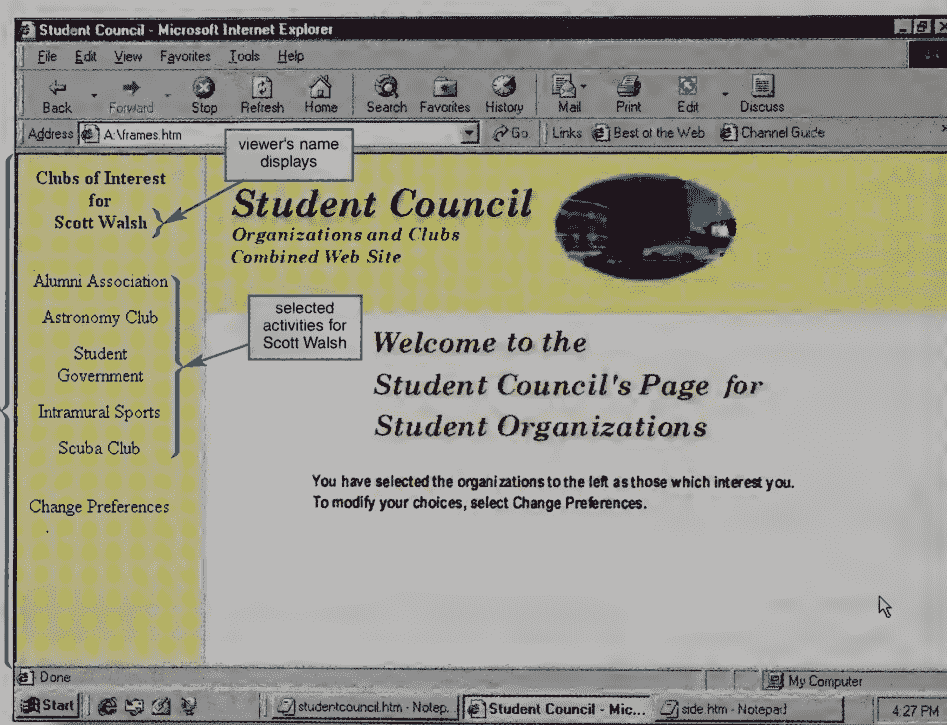 Student Council - Microsoft Internet Explorer
File Edit View Favorites Tools Help
Back Forward Stop Refresh Home Search Favorites History Mail Print Edit Discuss
Address A:\frames.htm Go Links Best of the Web Channel Guide
viewer's name
displays
Clubs of Interest
for
Scott Walsh
Student Council
Organizations and Clubs
Combined Web Site
Alumni Association
Astronomy Club
Student
Government
Intramural Sports
Scuba Club
Change Preferences
selected
activities for
Scott Walsh
Welcome to the
Student Council's Page for
Student Organizations
You have selected the organizations to the left as those which interest you.
To modify your choices, select Change Preferences.
Done My Computer
Start studentcouncil.htm - Notep... Student Council - Mic... side.htm - Notepad 4:27 PM